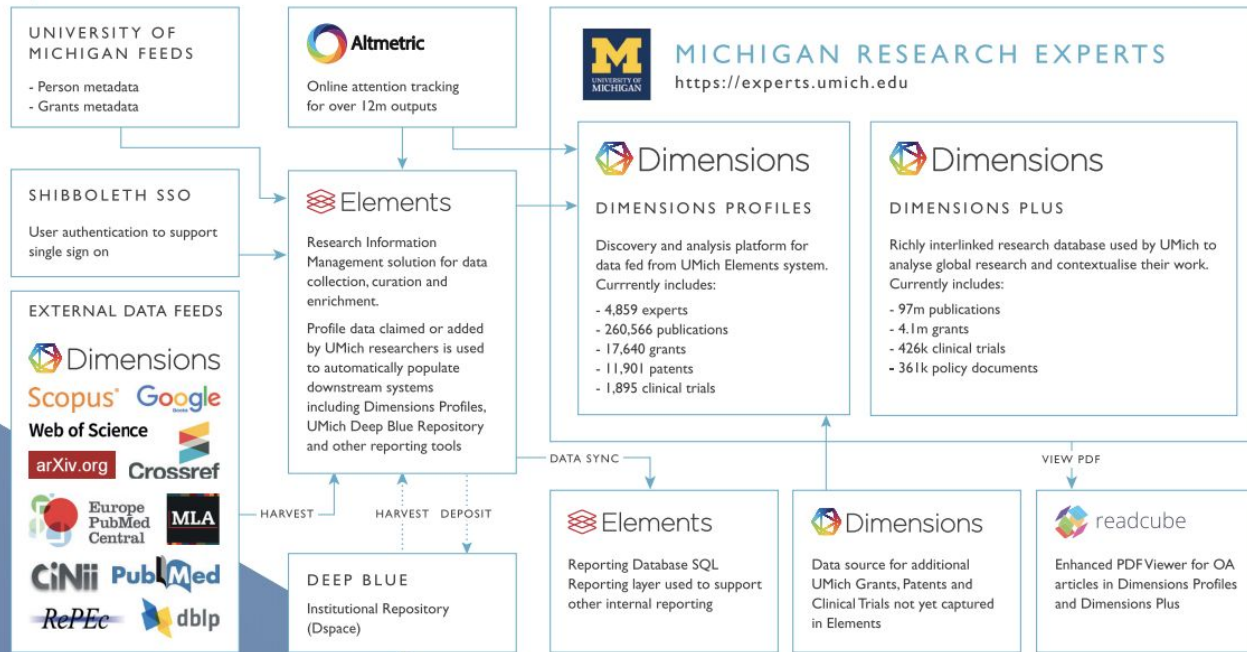 UNIVERSITY OF
MICHIGAN FEEDS
- Person metadata
- Grants metadata
Altmetric
Online attention tracking
for over 12m outputs
M
UNIVERSITY OF
MICHIGAN
MICHIGAN RESEARCH EXPERTS
https://experts.umich.edu
SHIBBOLETH SSO
User authentication to support
single sign on
Elements
Research Information
Management solution for data
collection, curation and
enrichment.
Profile data claimed or added
by UMich researchers is used
to automatically populate
downstream systems
including Dimensions Profiles,
UMich Deep Blue Repository
and other reporting tools
Dimensions
DIMENSIONS PROFILES
Discovery and analysis platform for
data fed from UMich Elements system.
Currrently includes:
- 4,859 experts
- 260,566 publications
- 17,640 grants
- 11,901 patents
- 1,895 clinical trials
Dimensions
DIMENSIONS PLUS
Richly interlinked research database used by UMich to
analyse global research and contextualise their work.
Currently includes:
- 97m publications
- 4.1m grants
- 426k clinical trials
- 361k policy documents
EXTERNAL DATA FEEDS
Dimensions
Scopus®
Google
Books
Web of Science
arXiv.org
Crossref
Europe
PubMed
Central
MLA
CiNii
PubMed
RePEc
dblp
HARVEST
HARVEST
DEPOSIT
DATA SYNC
VIEW PDF
DEEP BLUE
Institutional Repository
(Dspace)
Elements
Reporting Database SQL
Reporting layer used to support
other internal reporting
Dimensions
Data source for additional
UMich Grants, Patents and
Clinical Trials not yet captured
in Elements
readcube
Enhanced PDF Viewer for OA
articles in Dimensions Profiles
and Dimensions Plus